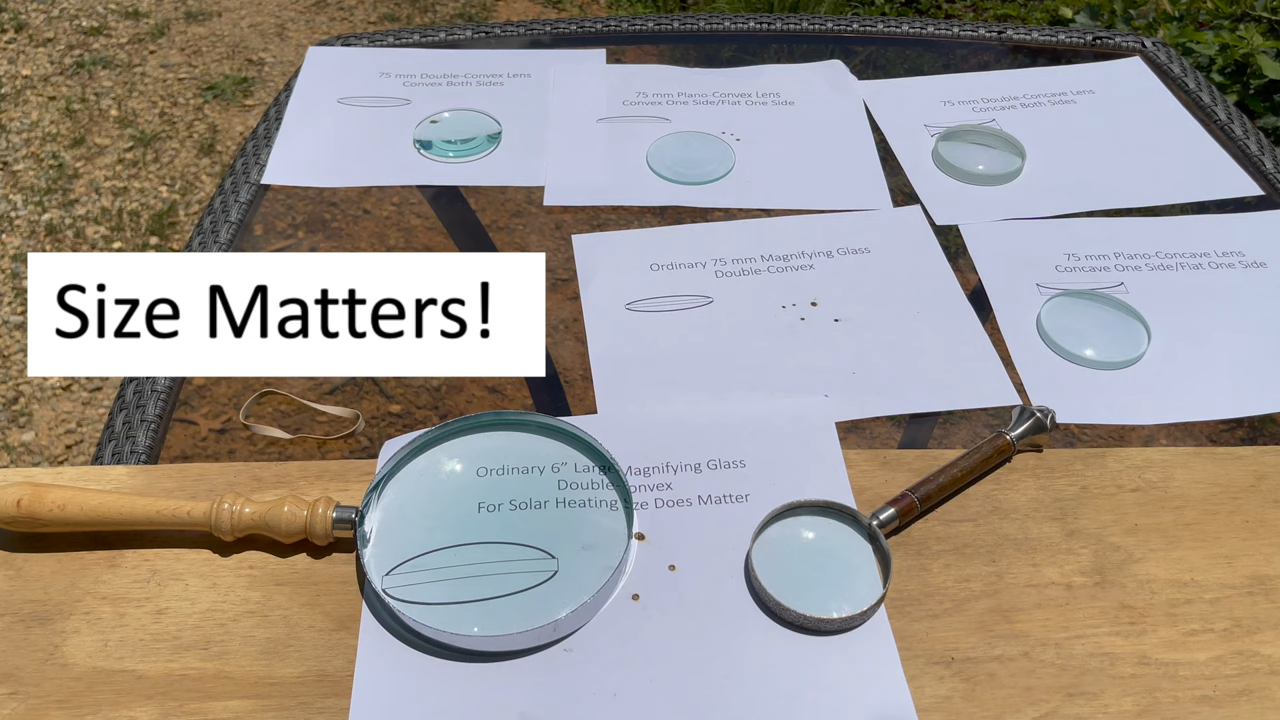 75 mm Double-Convex Lens
Convex Both Sides
75 mm Plano-Convex Lens
Convex One Side/Flat One Side
75 mm Double-Concave Lens
Concave Both Sides
Ordinary 75 mm Magnifying Glass
Double-Convex
75 mm Plano-Concave Lens
Concave One Side/Flat One Side
Size Matters!
Ordinary 6" Large Magnifying Glass
Double-Convex
For Solar Heating Size Does Matter